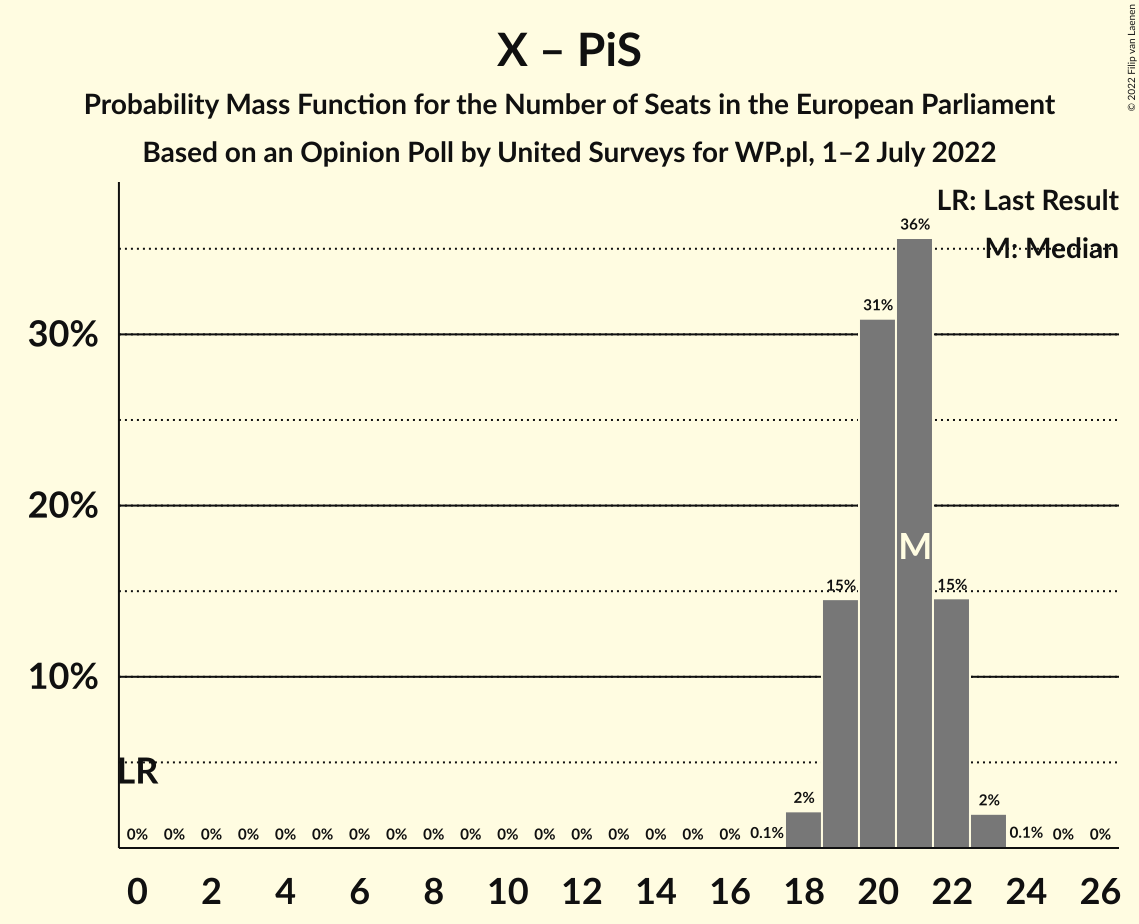 X – PiS
Probability Mass Function for the Number of Seats in the European Parliament
Based on an Opinion Poll by United Surveys for WP.pl, 1–2 July 2022
© 2022 Filip van Laenen
LR: Last Result
M: Median
30%
20%
10%
LR
M
0% 0% 0% 0% 0% 0% 0% 0% 0% 0% 0% 0% 0% 0% 0% 0% 0% 0.1% 2% 15% 31% 36% 15% 2% 0.1% 0% 0%
0 2 4 6 8 10 12 14 16 18 20 22 24 26